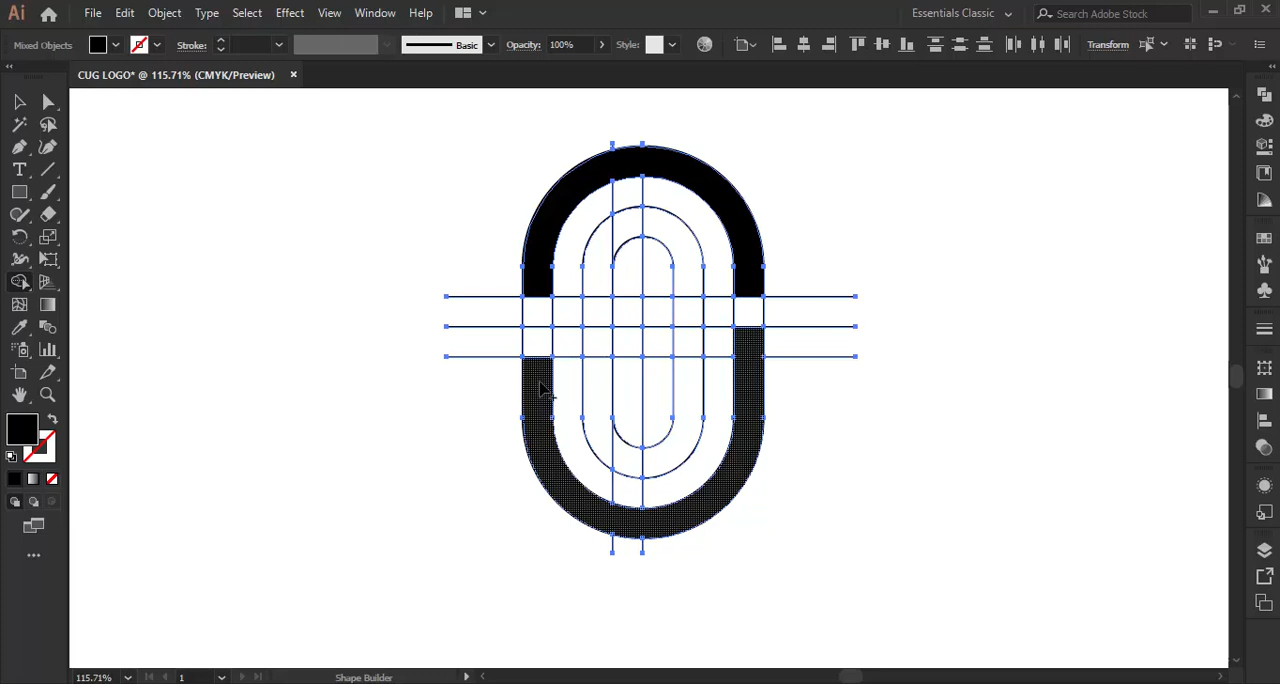 Ai File Edit Object Type Select Effect View Window Help Essentials Classic Search Adobe Stock
Mixed Objects Stroke: Basic Opacity: 100% Style: Transform
CUG LOGO* @ 115.71% (CMYK/Preview) ×
T
115.71% 1 Shape Builder